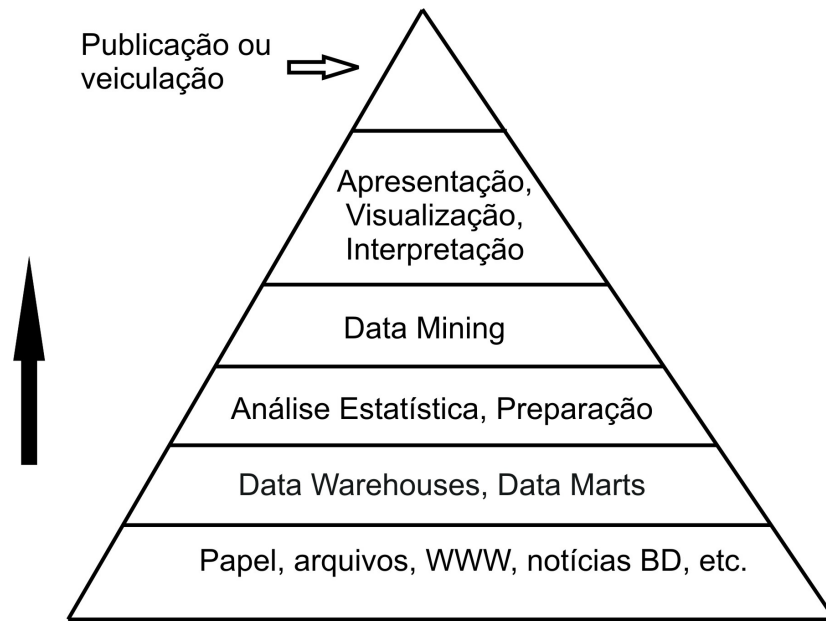 Publicação ou
veiculação
Apresentação,
Visualização,
Interpretação
Data Mining
Análise Estatística, Preparação
Data Warehouses, Data Marts
Papel, arquivos, WWW, notícias BD, etc.